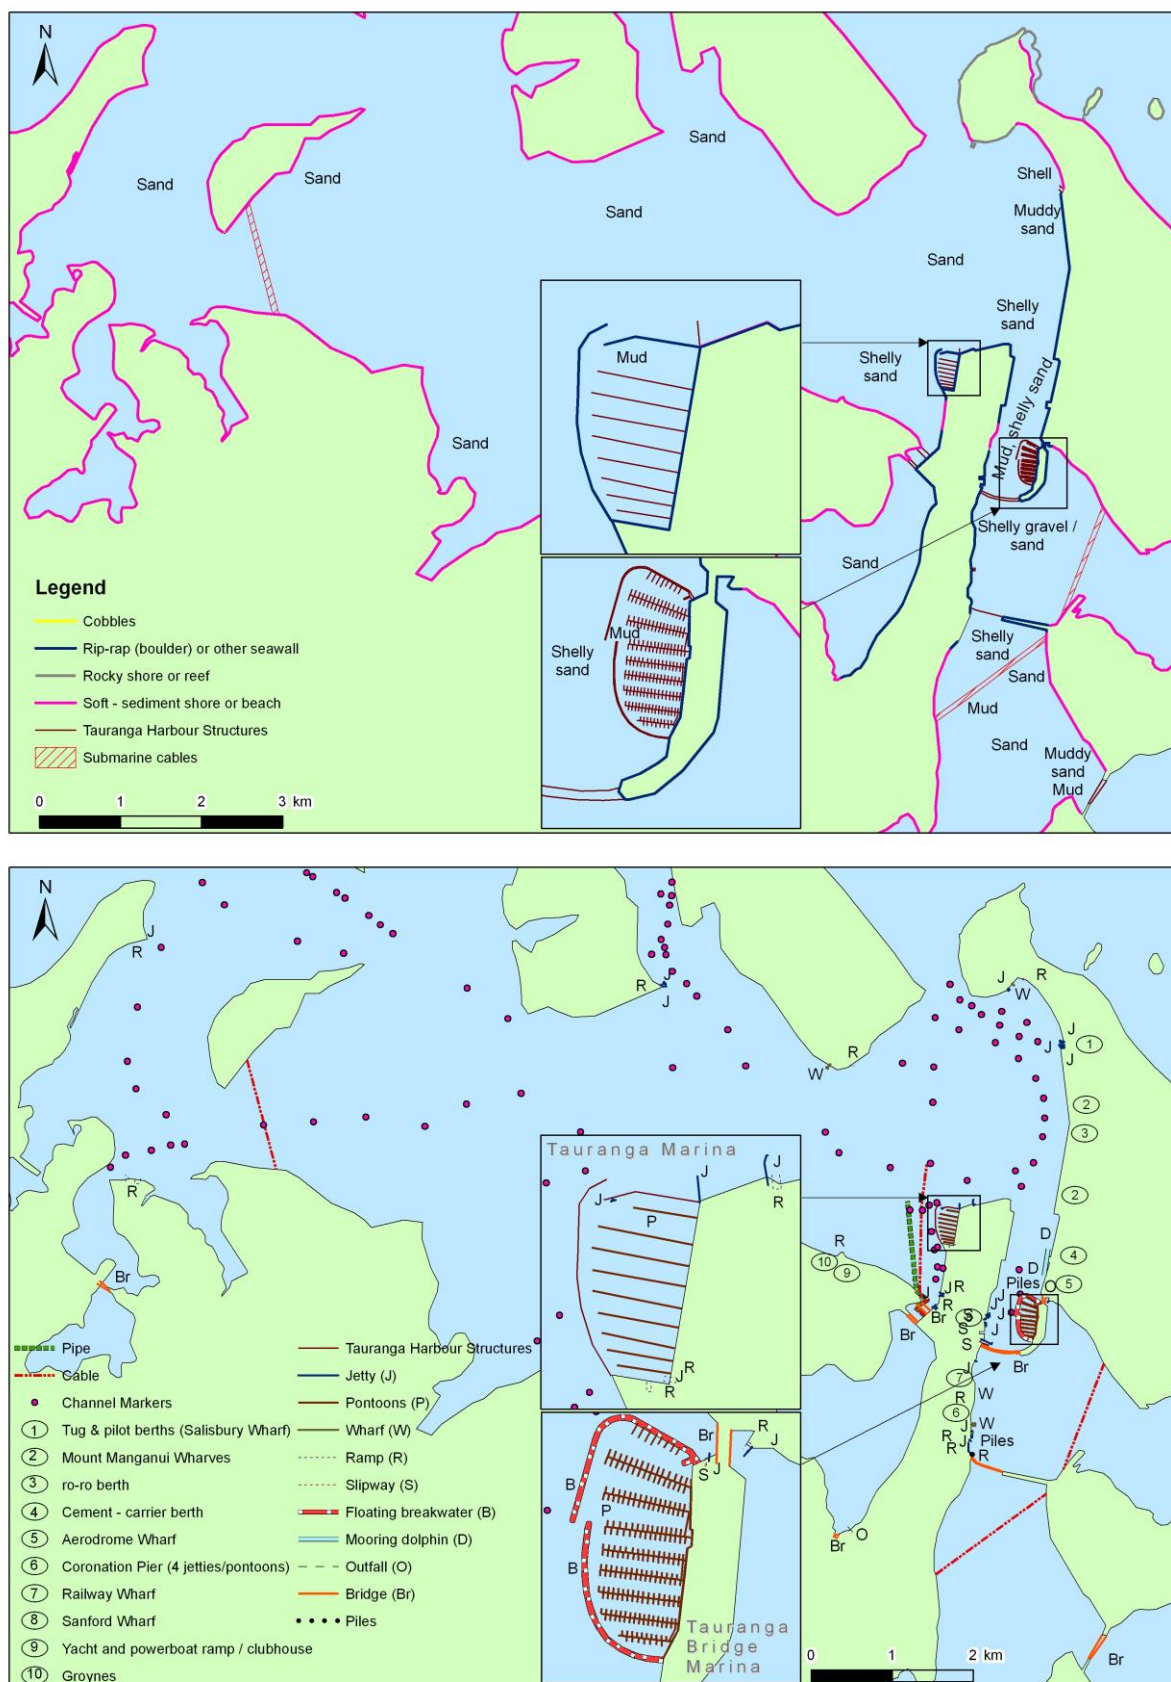 N
Sand
Sand
Sand
Sand
Shell
Muddy
sand
Sand
Shelly
sand
Mud
Shelly
sand
Mud, shelly sand
Sand
Shelly gravel /
sand
Sand
Legend
Cobbles
Rip-rap (boulder) or other seawall
Rocky shore or reef
Soft - sediment shore or beach
Tauranga Harbour Structures
Submarine cables
Mud
Shelly
sand
Shelly
sand
Sand
Mud
Sand
Muddy
sand
Mud
0 1 2 3 km
N
J
R
R
J
J
J
R
W
J
J
J
1
R
W
2
3
Tauranga Marina
J
J
R
J
P
2
R
R
10
9
D
4
D
5
O
Piles
J
J
R
R
Br
Br
J
J
J
S
S
S
Br
Br
J
7
R
W
6
W
J
J
R
R
Piles
R
J
R
R
Pipe
Cable
Channel Markers
1 Tug & pilot berths (Salisbury Wharf)
2 Mount Manganui Wharves
3 ro-ro berth
4 Cement - carrier berth
5 Aerodrome Wharf
6 Coronation Pier (4 jetties/pontoons)
7 Railway Wharf
8 Sanford Wharf
9 Yacht and powerboat ramp / clubhouse
10 Groynes
Tauranga Harbour Structures
Jetty (J)
Pontoons (P)
Wharf (W)
Ramp (R)
Slipway (S)
Floating breakwater (B)
Mooring dolphin (D)
Outfall (O)
Bridge (Br)
Piles
Br
R
J
J
S
B
P
B
Tauranga
Bridge
Marina
O
Br
Br
0 1 2 km